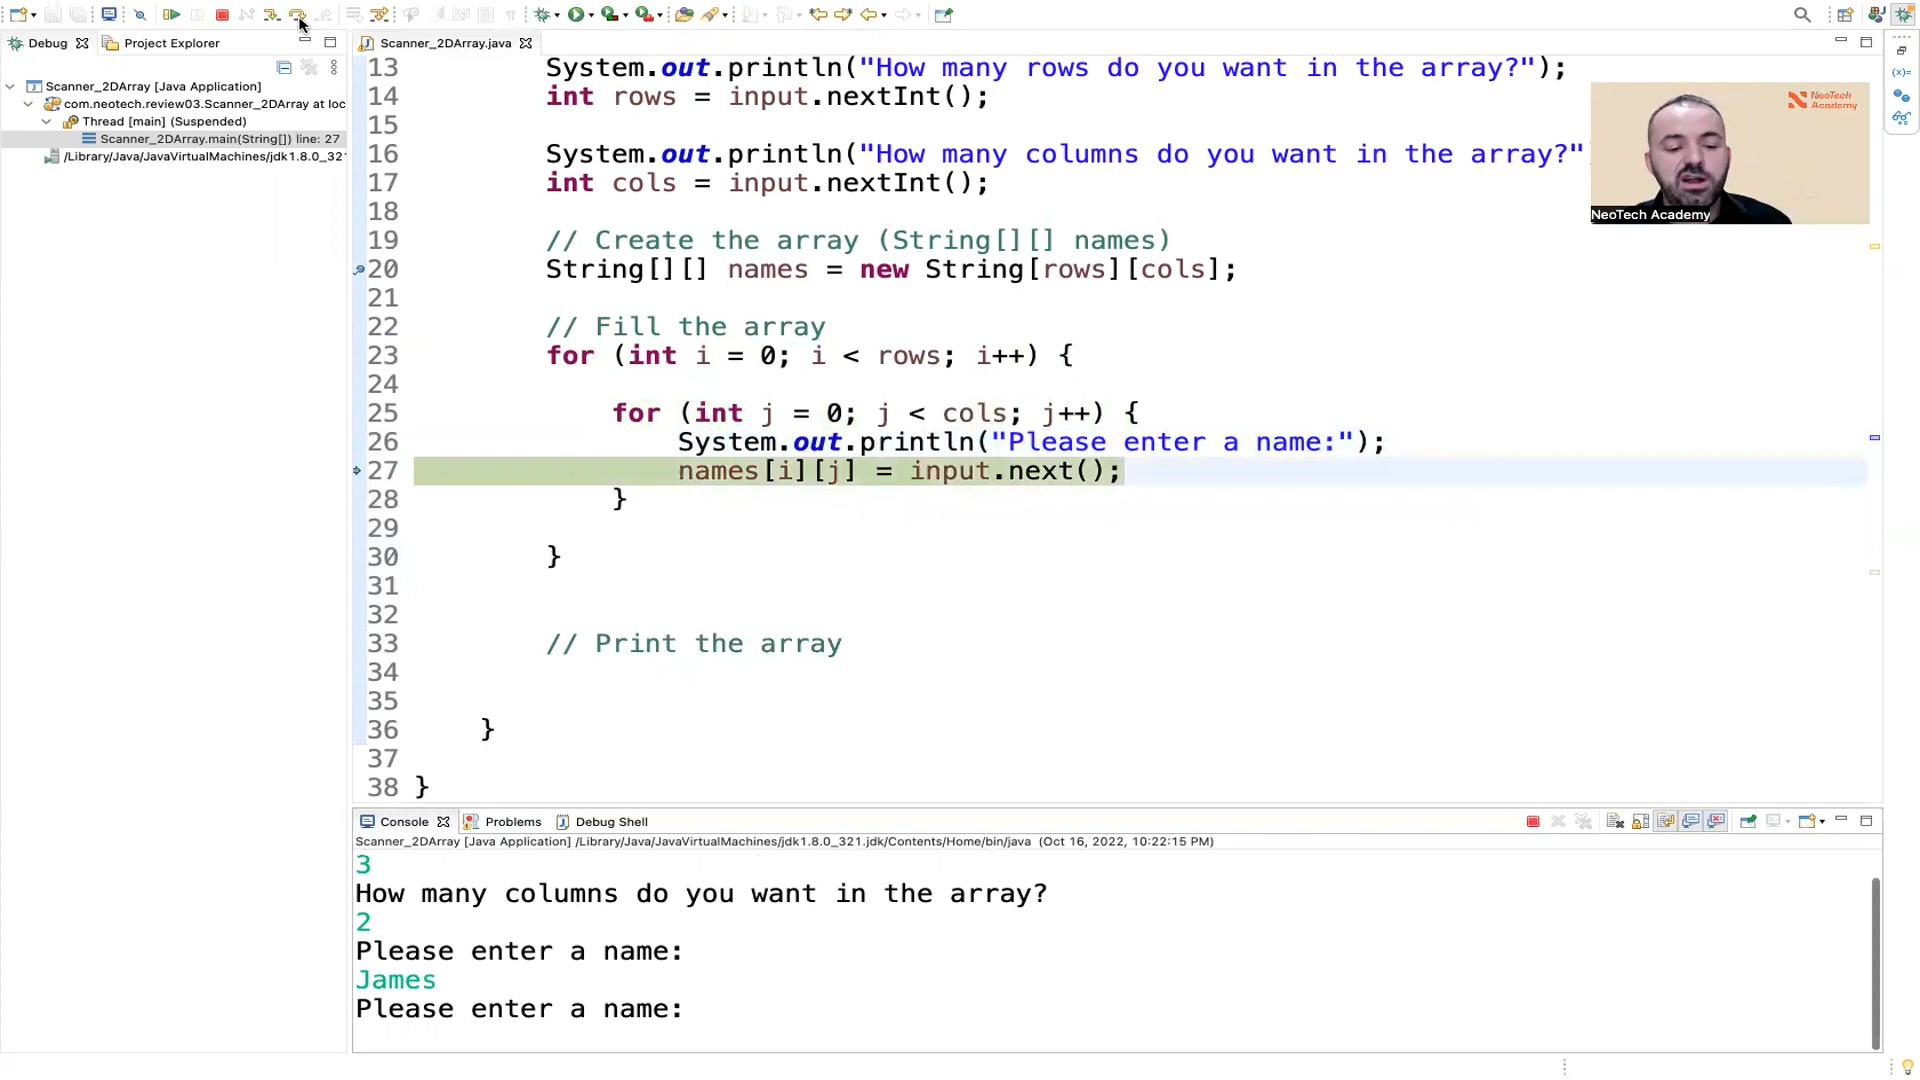 Debug
Project Explorer
Scanner_2DArray [Java Application]
com.neotech.review03.Scanner_2DArray at loc
Thread [main] (Suspended)
Scanner_2DArray.main(String[]) line: 27
/Library/Java/JavaVirtualMachines/jdk1.8.0_321
Scanner_2DArray.java
13 System.out.println("How many rows do you want in the array?");
14 int rows = input.nextInt();
15
16 System.out.println("How many columns do you want in the array?"
17 int cols = input.nextInt();
18
19 // Create the array (String[][] names)
20 String[][] names = new String[rows][cols];
21
22 // Fill the array
23 for (int i = 0; i < rows; i++) {
24
25 for (int j = 0; j < cols; j++) {
26 System.out.println("Please enter a name:");
27 names[i][j] = input.next();
28 }
29
30 }
31
32
33 // Print the array
34
35
36 }
37
38 }
NeoTech
Academy
NeoTech Academy
Console
Problems
Debug Shell
Scanner_2DArray [Java Application] /Library/Java/JavaVirtualMachines/jdk1.8.0_321.jdk/Contents/Home/bin/java (Oct 16, 2022, 10:22:15 PM)
3
How many columns do you want in the array?
2
Please enter a name:
James
Please enter a name: